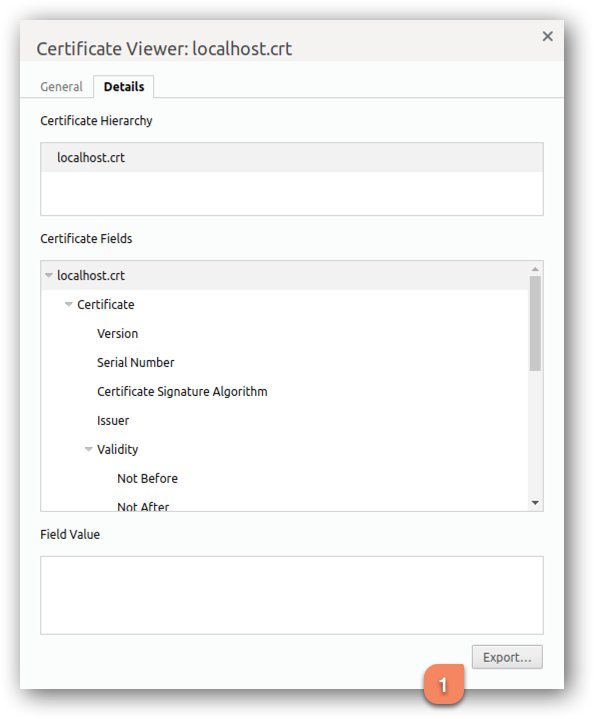 Certificate Viewer: localhost.crt
General Details
Certificate Hierarchy
localhost.crt
Certificate Fields
localhost.crt
Certificate
Version
Serial Number
Certificate Signature Algorithm
Issuer
Validity
Not Before
Not After
Field Value
Export...
1